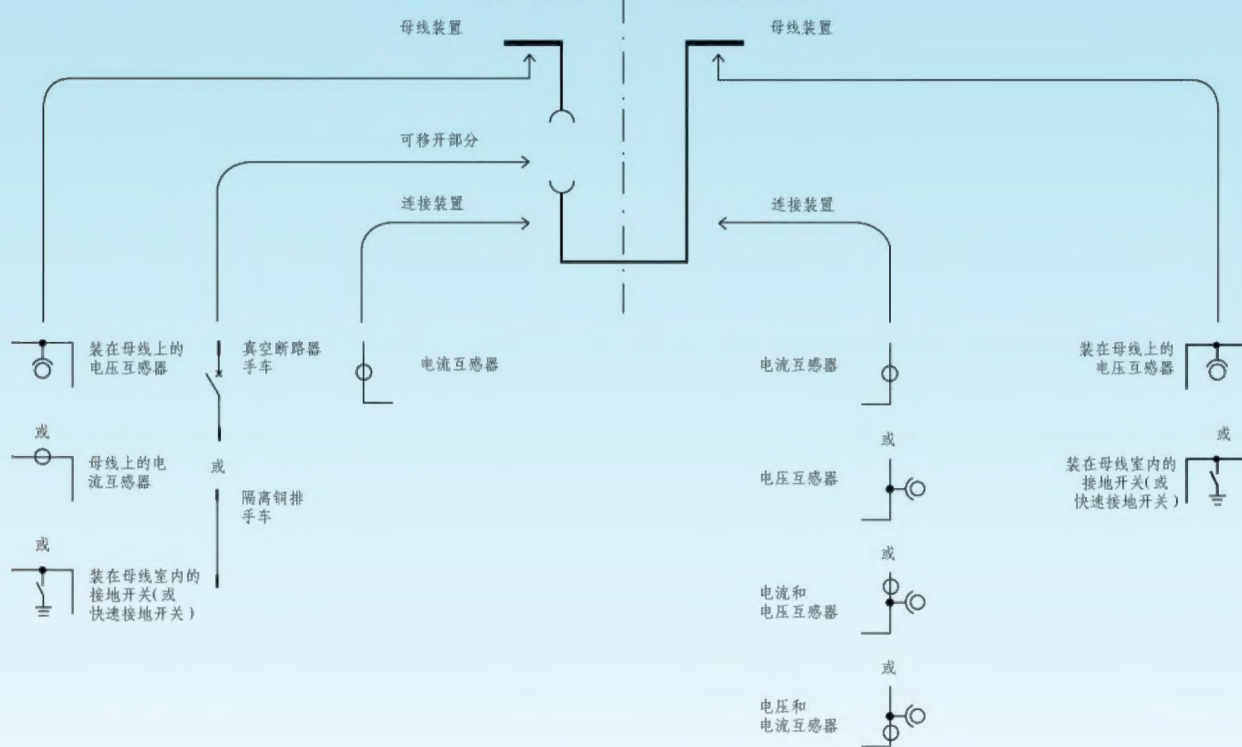 母线装置
母线装置
可移开部分
连接装置
连接装置
装在母线上的
电压互感器
或
母线上的电
流互感器
或
装在母线室内的
接地开关(或
快速接地开关)
真空断路器
手车
或
隔离铜排
手车
电流互感器
电流互感器
或
电压互感器
或
电流和
电压互感器
或
电压和
电流互感器
装在母线上的
电压互感器
或
装在母线室内的
接地开关(或
快速接地开关)